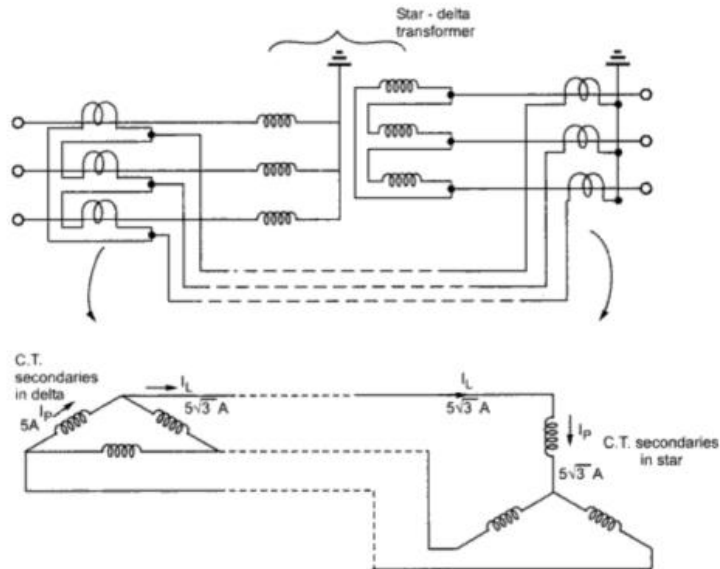 Star - delta
transformer
C.T.
secondaries
in delta
I_P
5A
I_L
5√3 A
I_L
5√3 A
I_P
C.T. secondaries
in star
5√3 A